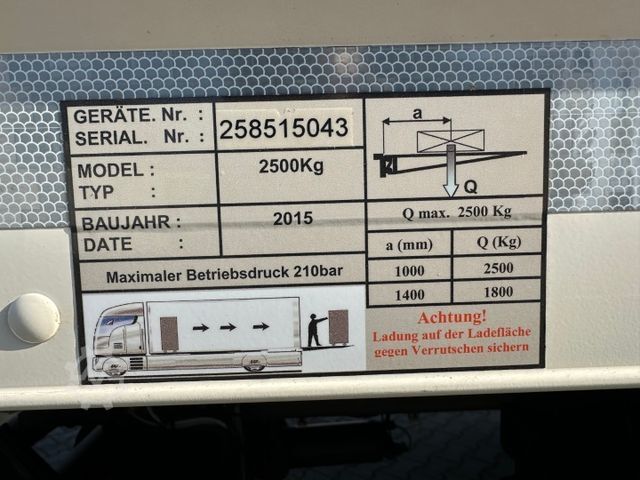 GERÄTE. Nr. :
SERIAL. Nr. :
258515043
MODEL :
TYP :
2500Kg
BAUJAHR :
DATE :
2015
Maximaler Betriebsdruck 210bar
a
Q
Q max. 2500 Kg
a (mm) Q (Kg)
1000 2500
1400 1800
Achtung!
Ladung auf der Ladefläche
gegen Verrutschen sichern